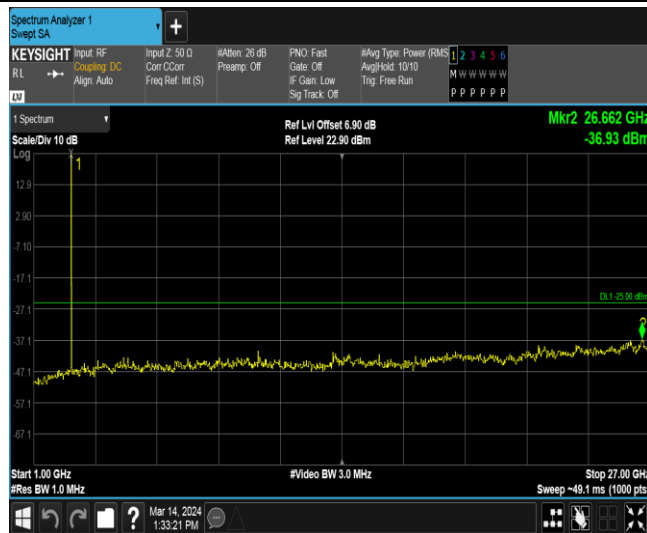 Spectrum Analyzer 1
Swept SA
+
KEYSIGHT
RL
Input: RF
Coupling: DC
Align: Auto
Input Z: 50 Ω
Corr CCorr
Freq Ref: Int (S)
#Atten: 26 dB
Preamp: Off
PNO: Fast
Gate: Off
IF Gain: Low
Sig Track: Off
#Avg Type: Power (RMS
Avg|Hold: 10/10
Trig: Free Run
1 2 3 4 5 6
M W W W W W
P P P P P P
1 Spectrum
Scale/Div 10 dB
Log
Ref Lvl Offset 6.90 dB
Ref Level 22.90 dBm
Mkr2 26.662 GHz
-36.93 dBm
1
12.9
2.90
-7.10
-17.1
DL1 -25.00 dBm
-27.1
2
-37.1
-47.1
-57.1
-67.1
Start 1.00 GHz
#Res BW 1.0 MHz
#Video BW 3.0 MHz
Stop 27.00 GHz
Sweep ~49.1 ms (1000 pts
?
Mar 14, 2024
1:33:21 PM